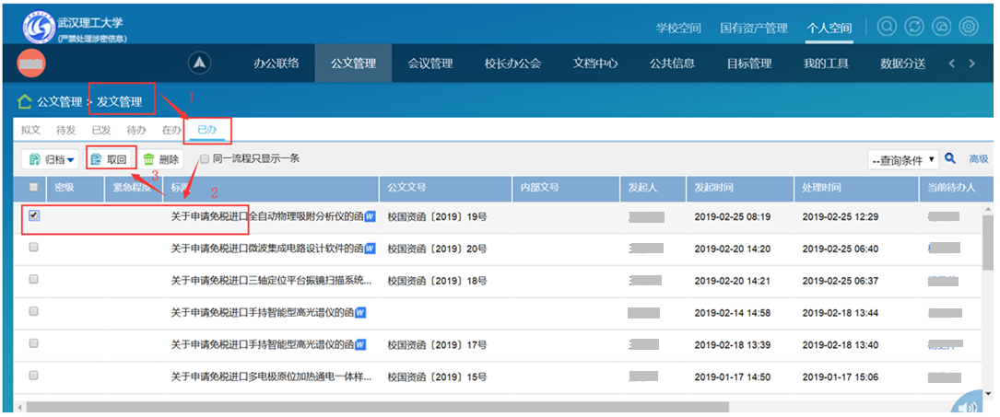 武汉理工大学
(严禁处理涉密信息)
学校空间 国有资产管理 个人空间
办公联络 公文管理 会议管理 校长办公会 文档中心 公共信息 目标管理 我的工具 数据分送
公文管理 > 发文管理 1
拟文 待发 已发 待办 在办 已办
归档 取回 删除 同一流程只显示一条 --查询条件 高级
3 2
密级 紧急程度 标题 公文文号 内部文号 发起人 发起时间 处理时间 当前待办人
关于申请免税进口全自动物理吸附分析仪的函 W 校国资函〔2019〕19号 2019-02-25 08:19 2019-02-25 12:29
关于申请免税进口微波集成电路设计软件的函 W 校国资函〔2019〕20号 2019-02-20 14:20 2019-02-25 06:40
关于申请免税进口三轴定位平台振镜扫描系统... 校国资函〔2019〕18号 2019-02-20 14:21 2019-02-25 06:37
关于申请免税进口手持智能型高光谱仪的函 W 2019-02-14 14:58 2019-02-18 13:44
关于申请免税进口手持智能型高光谱仪的函 W 校国资函〔2019〕17号 2019-02-18 13:39 2019-02-18 13:40
关于申请免税进口多电极原位加热通电一体样... 校国资函〔2019〕15号 2019-01-17 14:50 2019-01-17 15:06